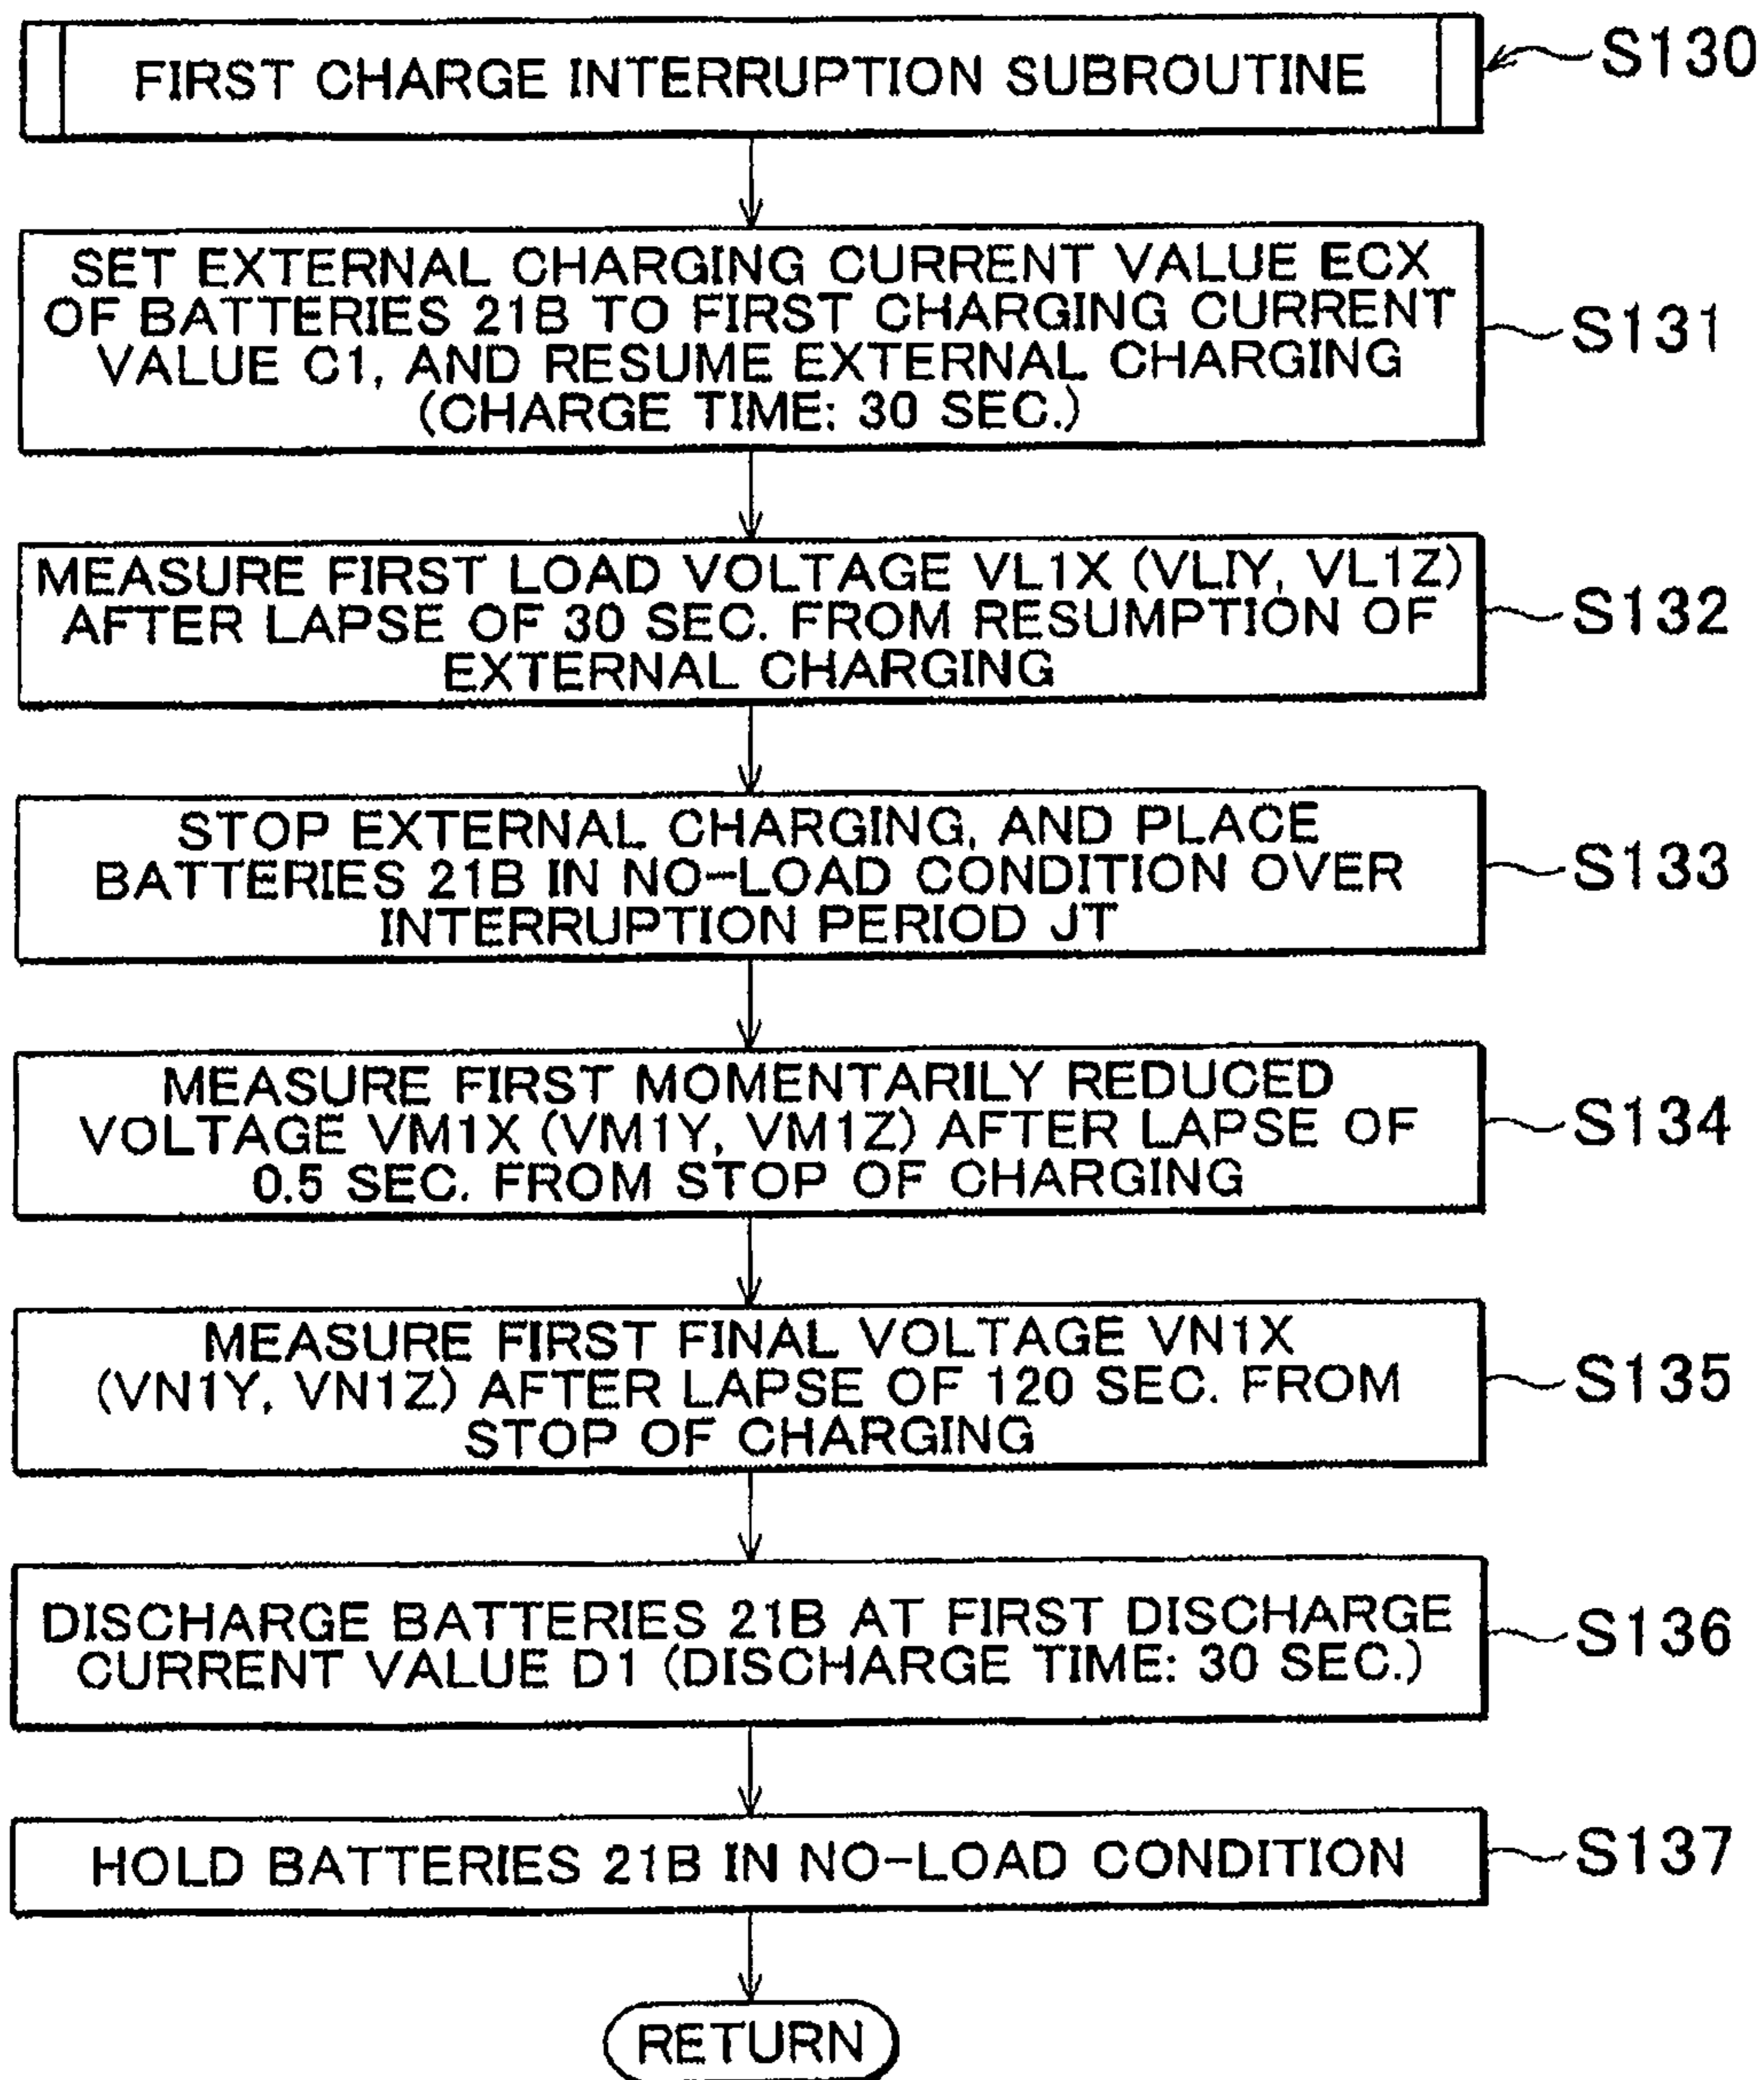 FIRST CHARGE INTERRUPTION SUBROUTINE
S130
SET EXTERNAL CHARGING CURRENT VALUE ECX
OF BATTERIES 21B TO FIRST CHARGING CURRENT
VALUE C1, AND RESUME EXTERNAL CHARGING
(CHARGE TIME: 30 SEC.)
S131
MEASURE FIRST LOAD VOLTAGE VL1X (VLIY, VL1Z)
AFTER LAPSE OF 30 SEC. FROM RESUMPTION OF
EXTERNAL CHARGING
S132
STOP EXTERNAL CHARGING, AND PLACE
BATTERIES 21B IN NO-LOAD CONDITION OVER
INTERRUPTION PERIOD JT
S133
MEASURE FIRST MOMENTARILY REDUCED
VOLTAGE VM1X (VM1Y, VM1Z) AFTER LAPSE OF
0.5 SEC. FROM STOP OF CHARGING
S134
MEASURE FIRST FINAL VOLTAGE VN1X
(VN1Y, VN1Z) AFTER LAPSE OF 120 SEC. FROM
STOP OF CHARGING
S135
DISCHARGE BATTERIES 21B AT FIRST DISCHARGE
CURRENT VALUE D1 (DISCHARGE TIME: 30 SEC.)
S136
HOLD BATTERIES 21B IN NO-LOAD CONDITION
S137
RETURN